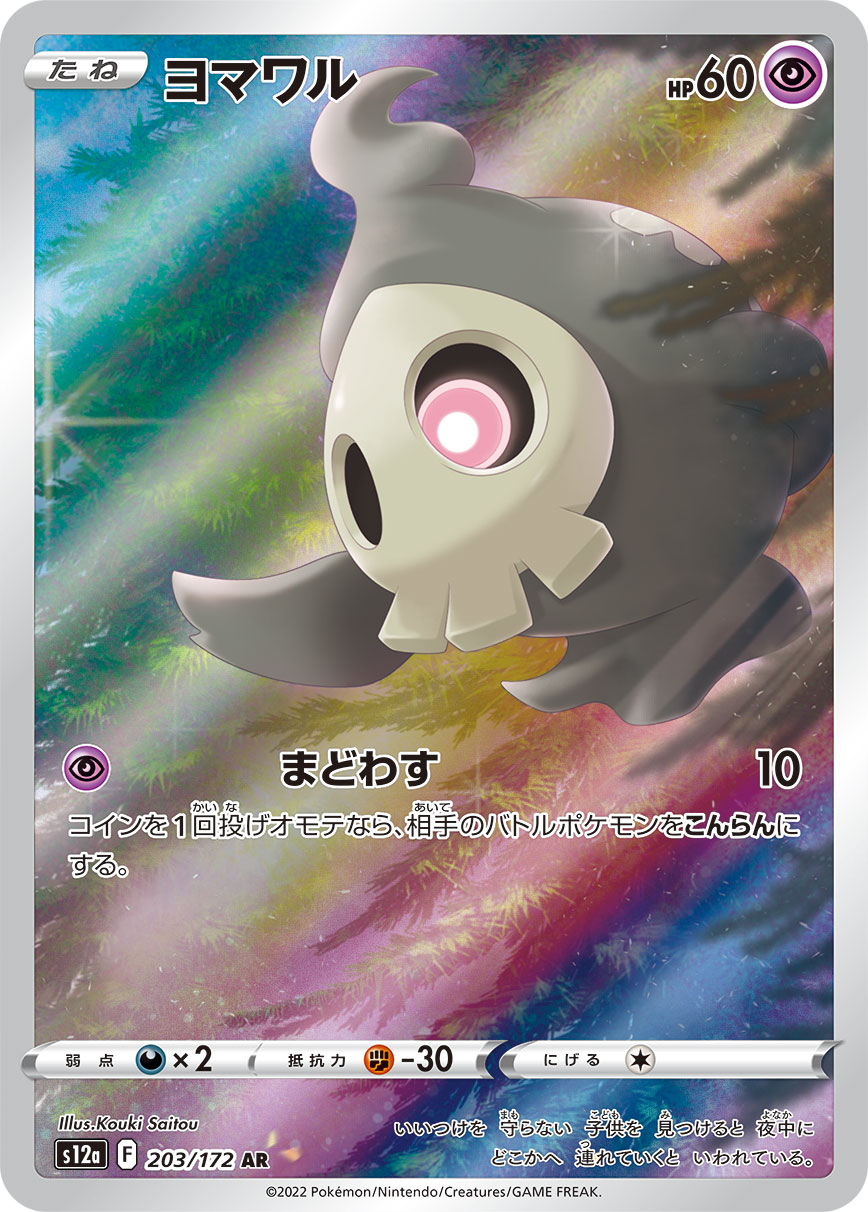 たね ヨマワル HP60
まどわす 10
コインを1回投げオモテなら、相手のバトルポケモンをこんらんに
する。
弱点 ×2 抵抗力 -30 にげる
Illus.Kouki Saitou
いいつけを 守らない 子供を 見つけると 夜中に
どこかへ 連れていくと いわれている。
s12a F 203/172 AR
©2022 Pokémon/Nintendo/Creatures/GAME FREAK.